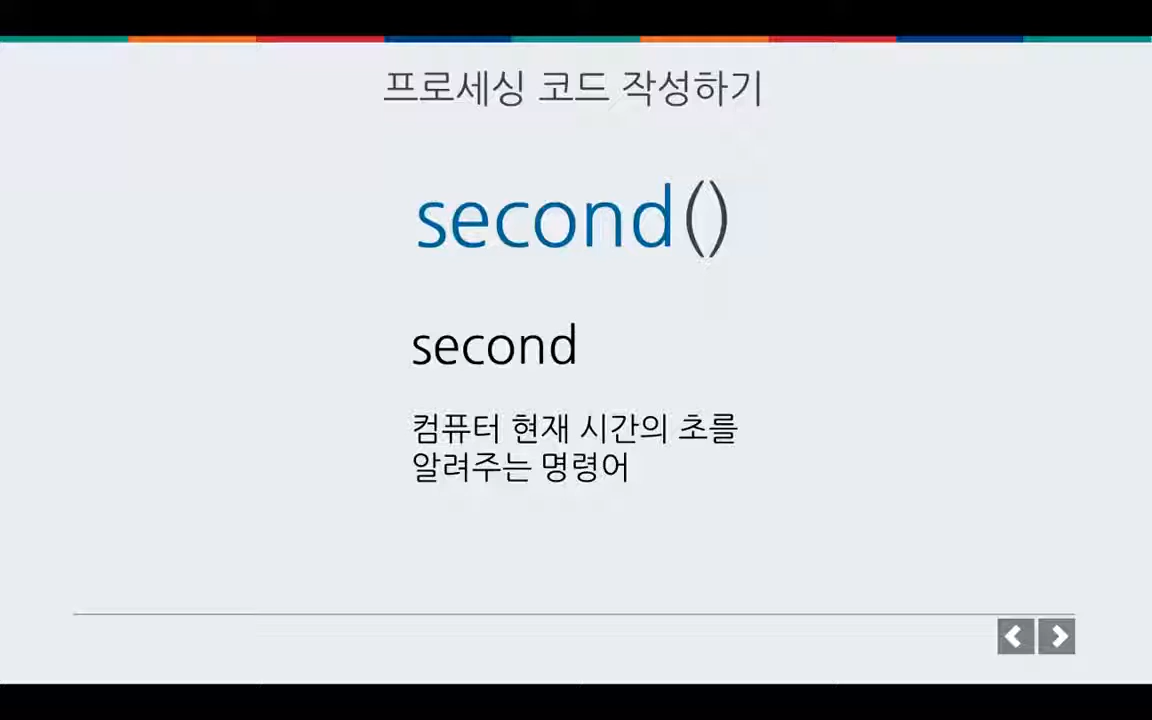 프로세싱 코드 작성하기
second()
second
컴퓨터 현재 시간의 초를
알려주는 명령어